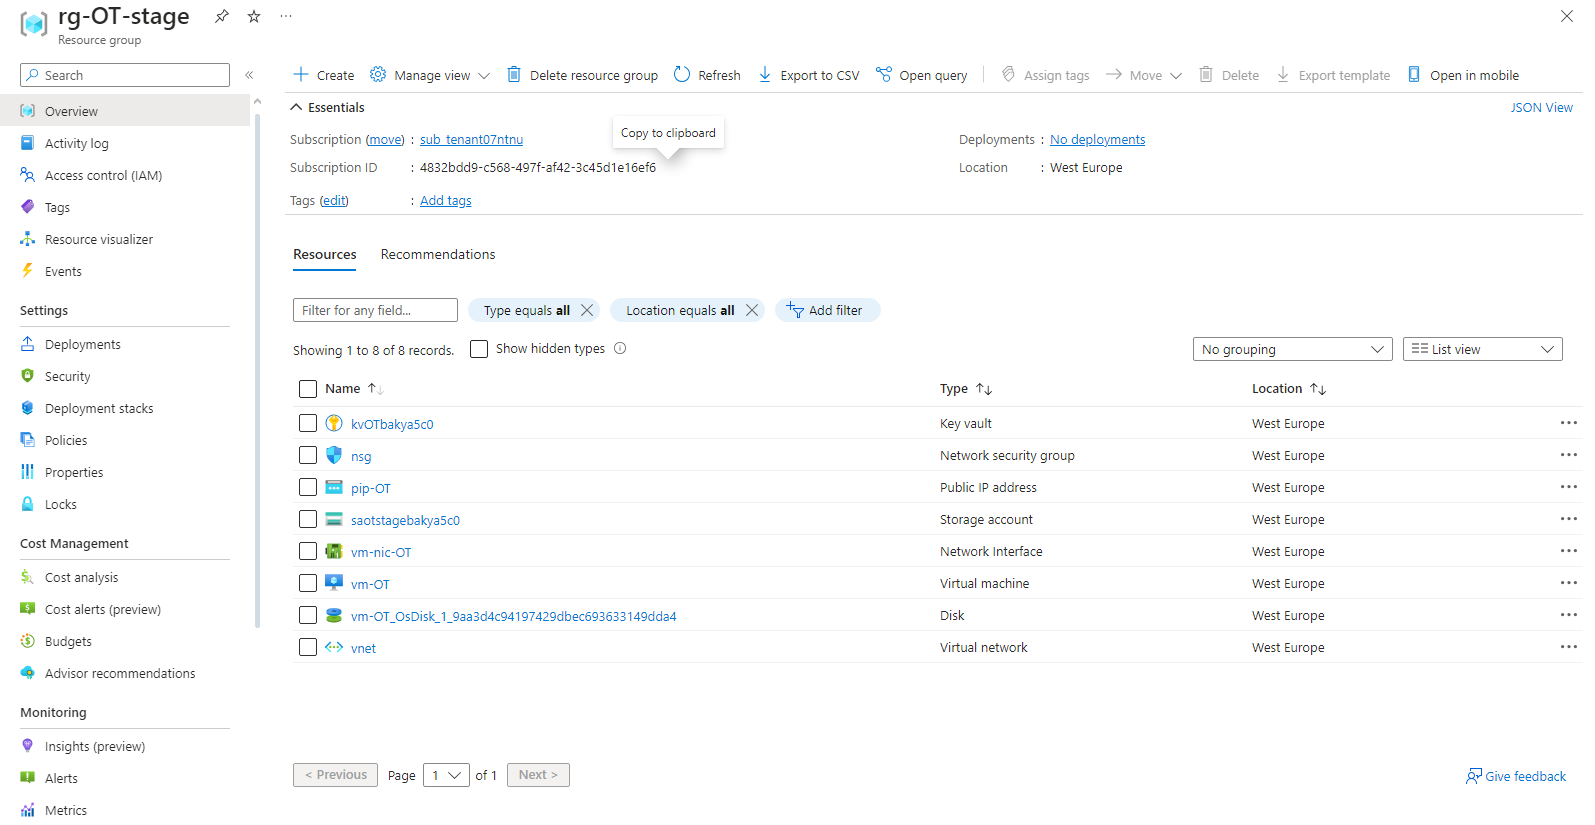 rg-OT-stage
Resource group
Search
Create Manage view Delete resource group Refresh Export to CSV Open query Assign tags Move Delete Export template Open in mobile
Overview
Activity log
Access control (IAM)
Tags
Resource visualizer
Events
Settings
Deployments
Security
Deployment stacks
Policies
Properties
Locks
Cost Management
Cost analysis
Cost alerts (preview)
Budgets
Advisor recommendations
Monitoring
Insights (preview)
Alerts
Metrics
Essentials
JSON View
Copy to clipboard
Subscription (move) : sub_tenant07ntnu
Deployments : No deployments
Subscription ID : 4832bdd9-c568-497f-af42-3c45d1e16ef6
Location : West Europe
Tags (edit) : Add tags
Resources Recommendations
Filter for any field... Type equals all Location equals all Add filter
Showing 1 to 8 of 8 records. Show hidden types No grouping List view
Name Type Location
kvOTbakya5c0 Key vault West Europe
nsg Network security group West Europe
pip-OT Public IP address West Europe
saotstagebakya5c0 Storage account West Europe
vm-nic-OT Network Interface West Europe
vm-OT Virtual machine West Europe
vm-OT_OsDisk_1_9aa3d4c94197429dbec693633149dda4 Disk West Europe
vnet Virtual network West Europe
< Previous Page 1 of 1 Next >
Give feedback